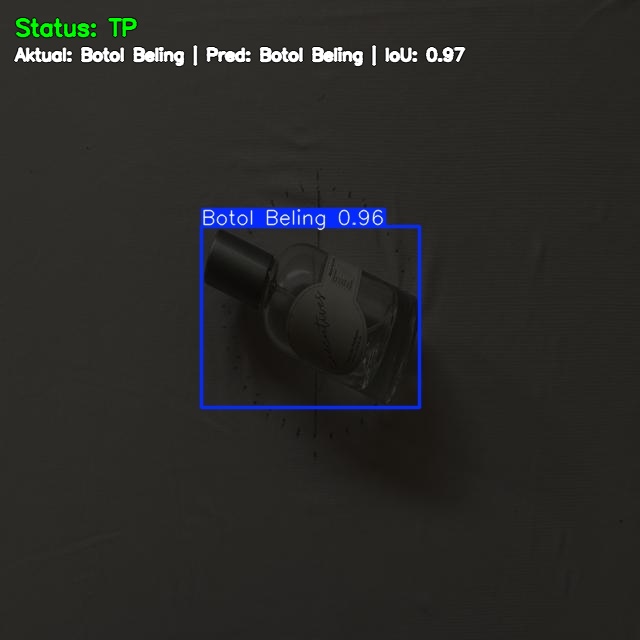 Status: TP
Aktual: Botol Beling | Pred: Botol Beling | IoU: 0.97
Botol Beling 0.96